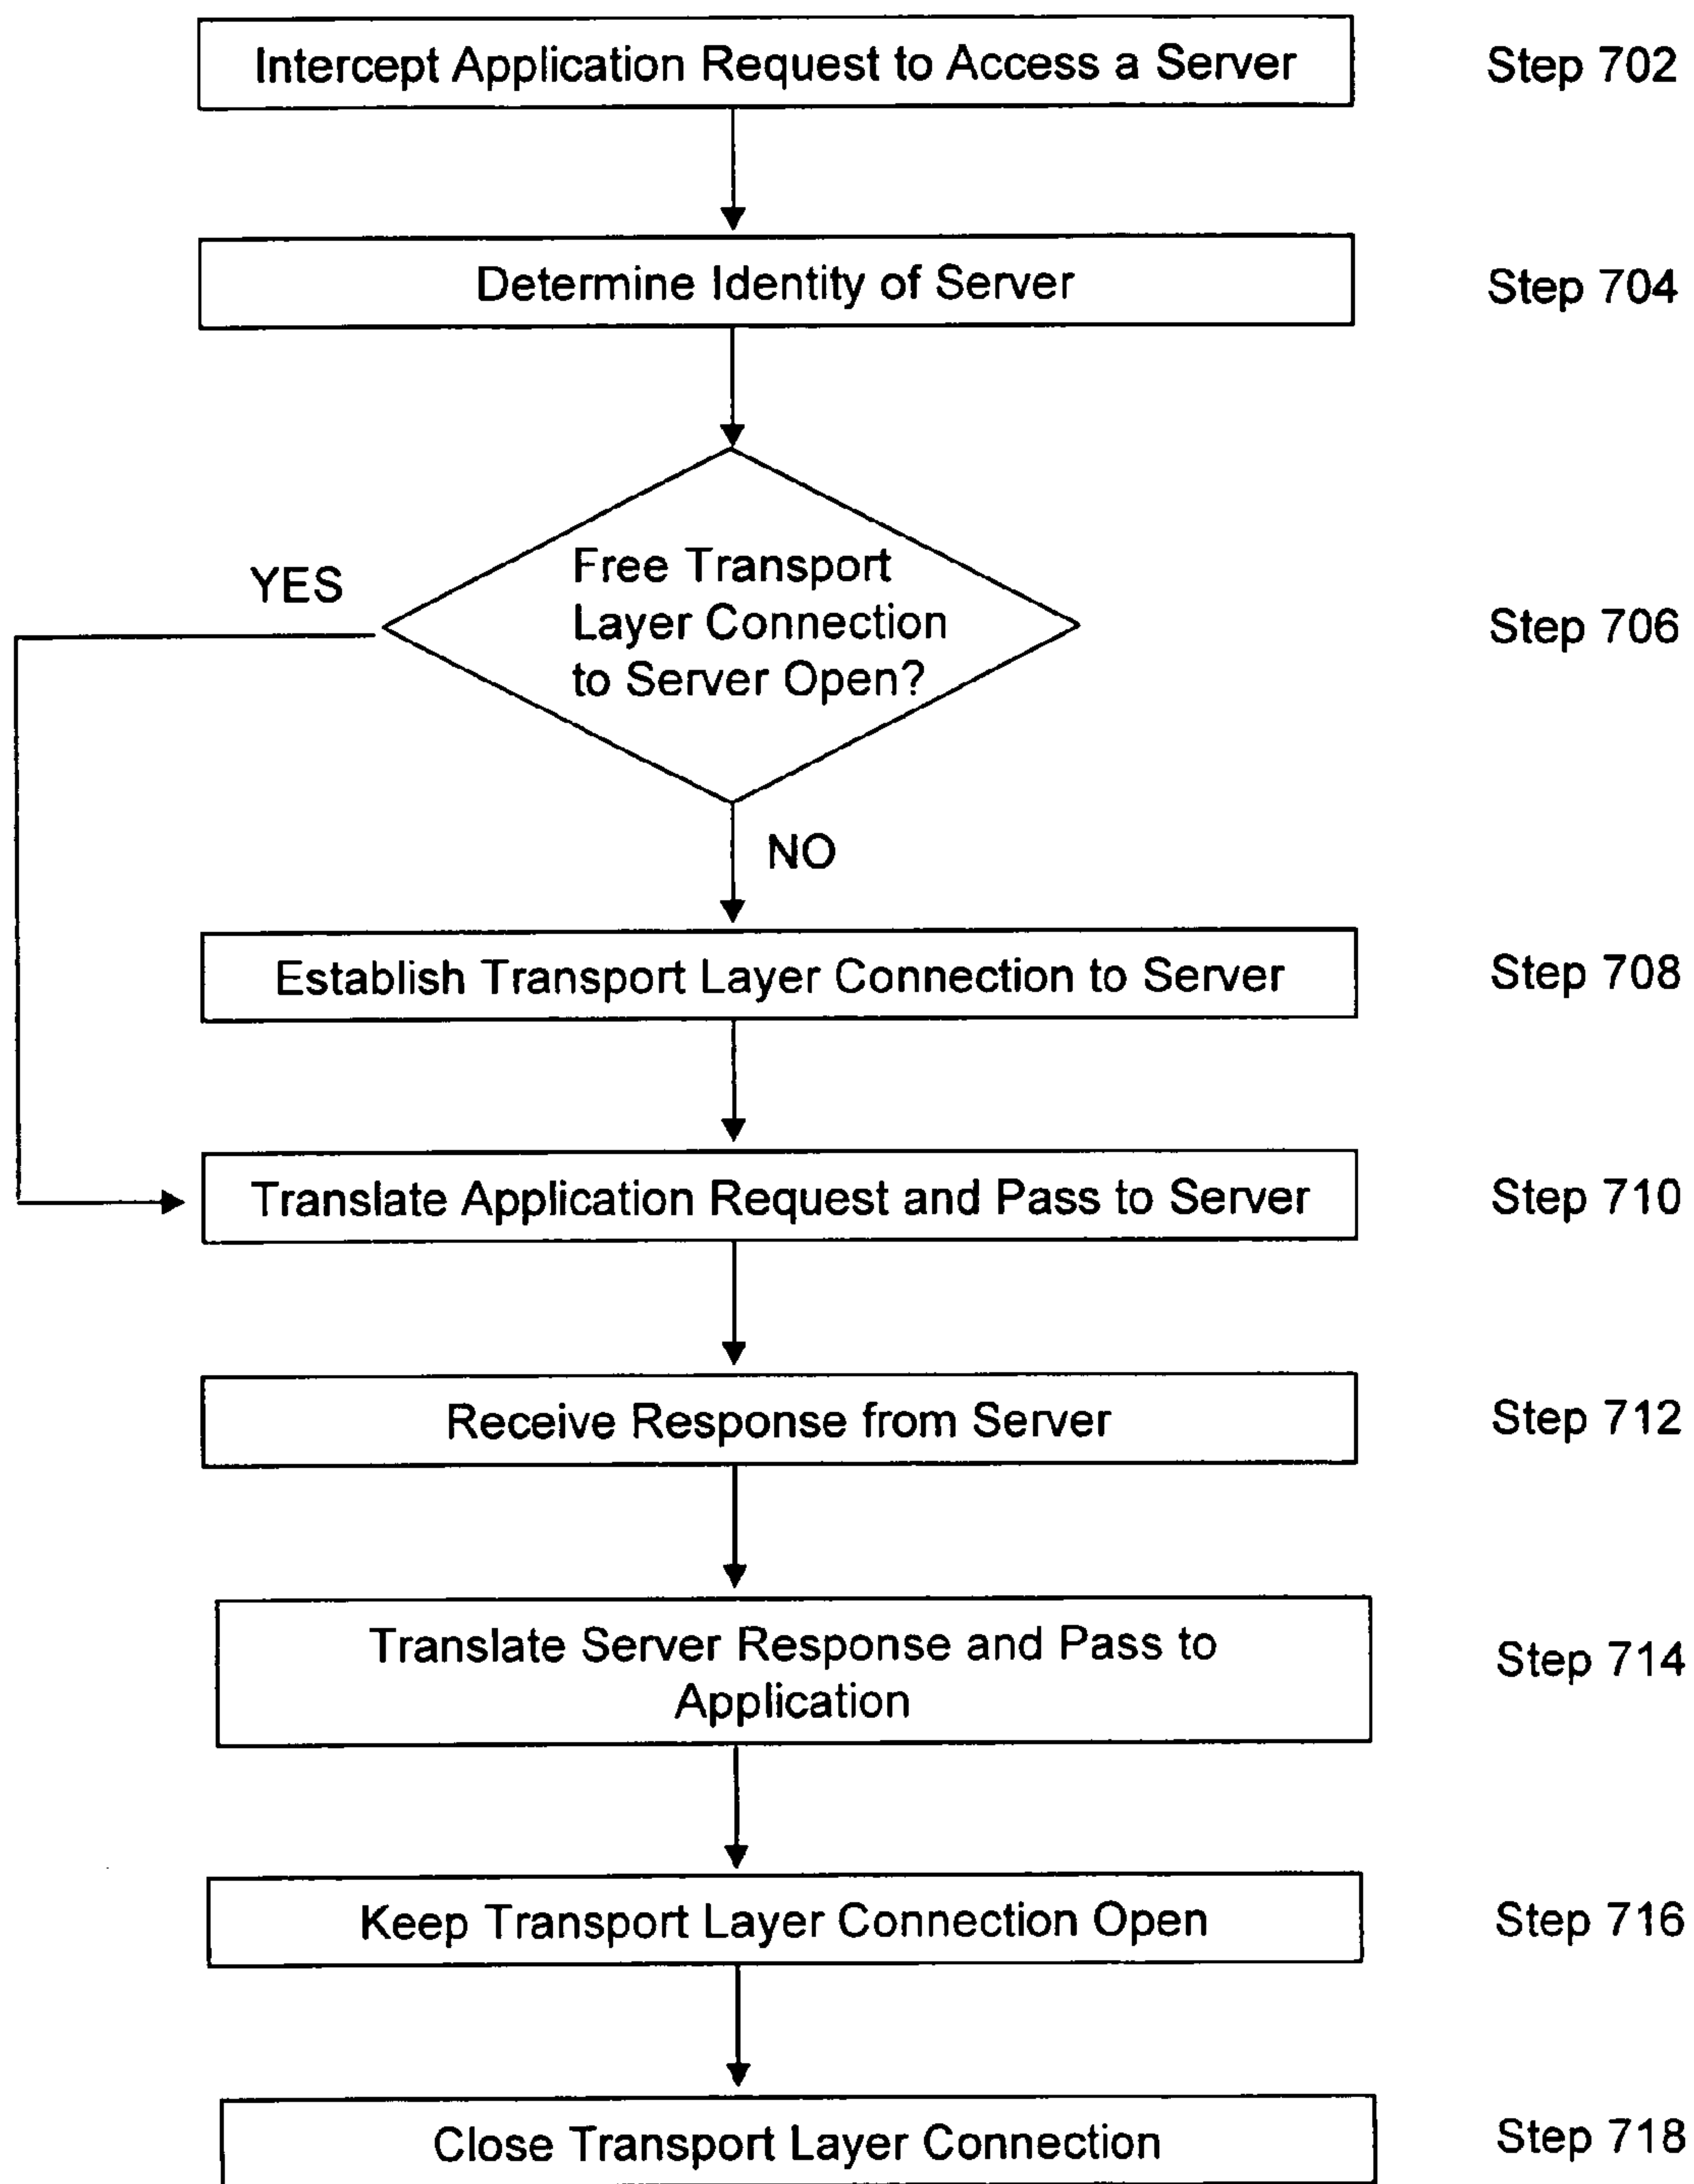 Intercept Application Request to Access a Server
Step 702
Determine Identity of Server
Step 704
Free Transport
Layer Connection
to Server Open?
YES
Step 706
NO
Establish Transport Layer Connection to Server
Step 708
Translate Application Request and Pass to Server
Step 710
Receive Response from Server
Step 712
Translate Server Response and Pass to
Application
Step 714
Keep Transport Layer Connection Open
Step 716
Close Transport Layer Connection
Step 718